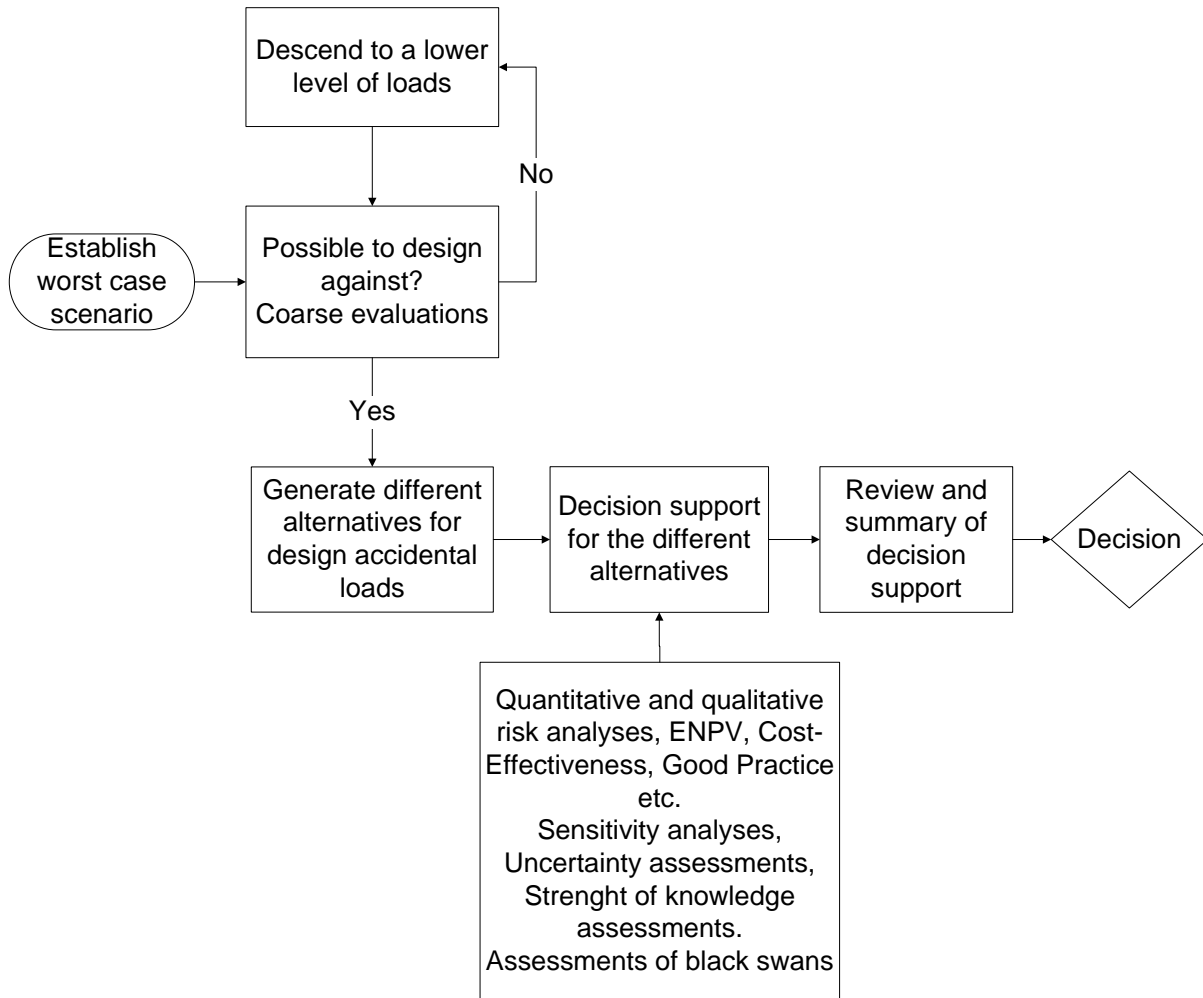 Descend to a lower
level of loads
No
Establish
worst case
scenario
Possible to design
against?
Coarse evaluations
Yes
Generate different
alternatives for
design accidental
loads
Decision support
for the different
alternatives
Review and
summary of
decision
support
Decision
Quantitative and qualitative
risk analyses, ENPV, Cost-
Effectiveness, Good Practice
etc.
Sensitivity analyses,
Uncertainty assessments,
Strenght of knowledge
assessments.
Assessments of black swans